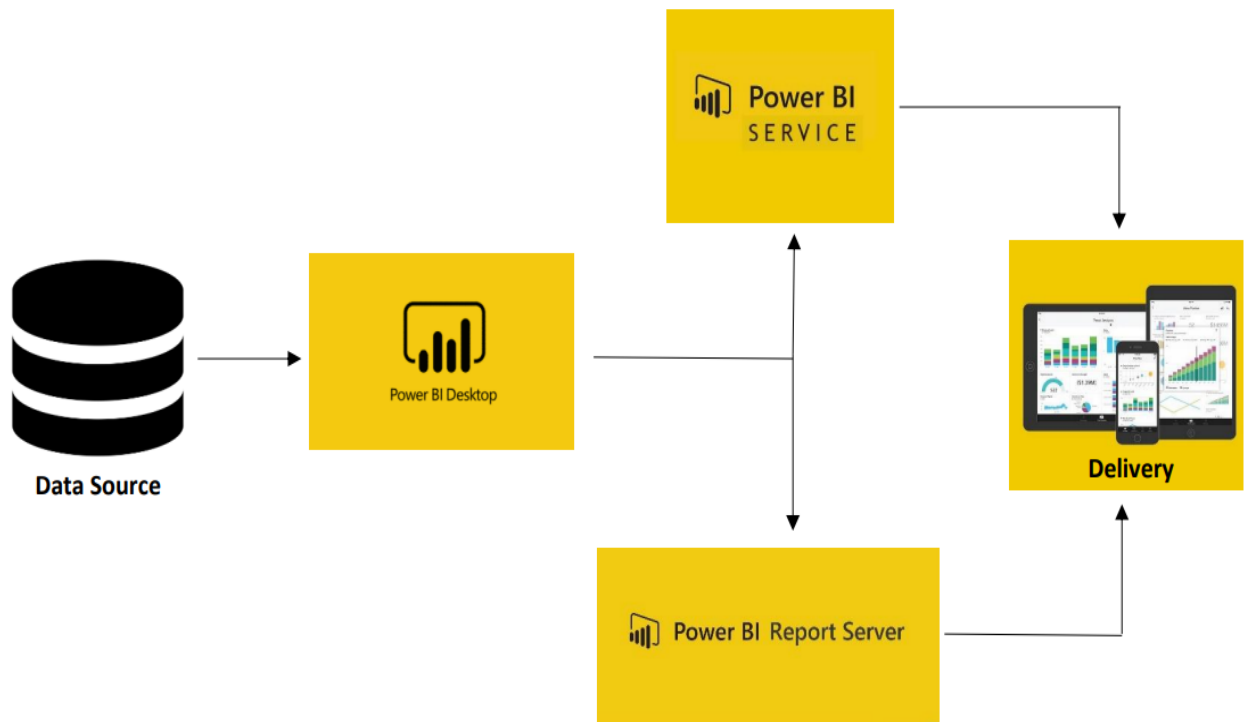 Power BI
SERVICE
Power BI Desktop
Data Source
Delivery
Power BI Report Server